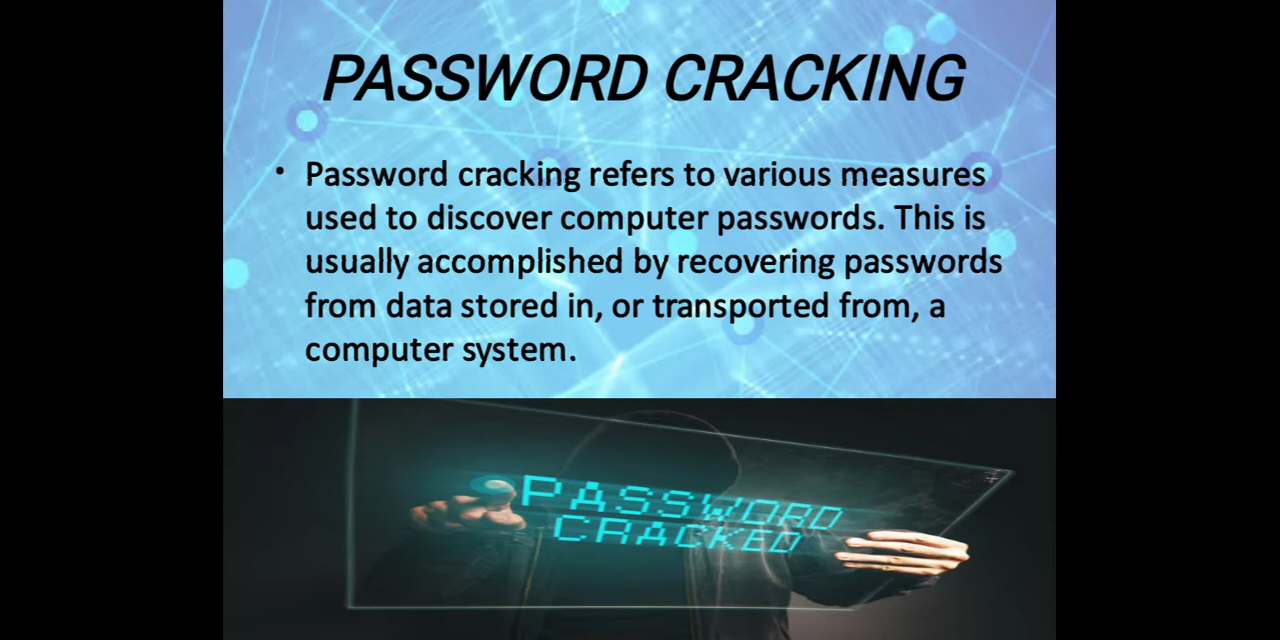 PASSWORD CRACKING
• Password cracking refers to various measures
used to discover computer passwords. This is
usually accomplished by recovering passwords
from data stored in, or transported from, a
computer system.
PASSWORD
CRACKED